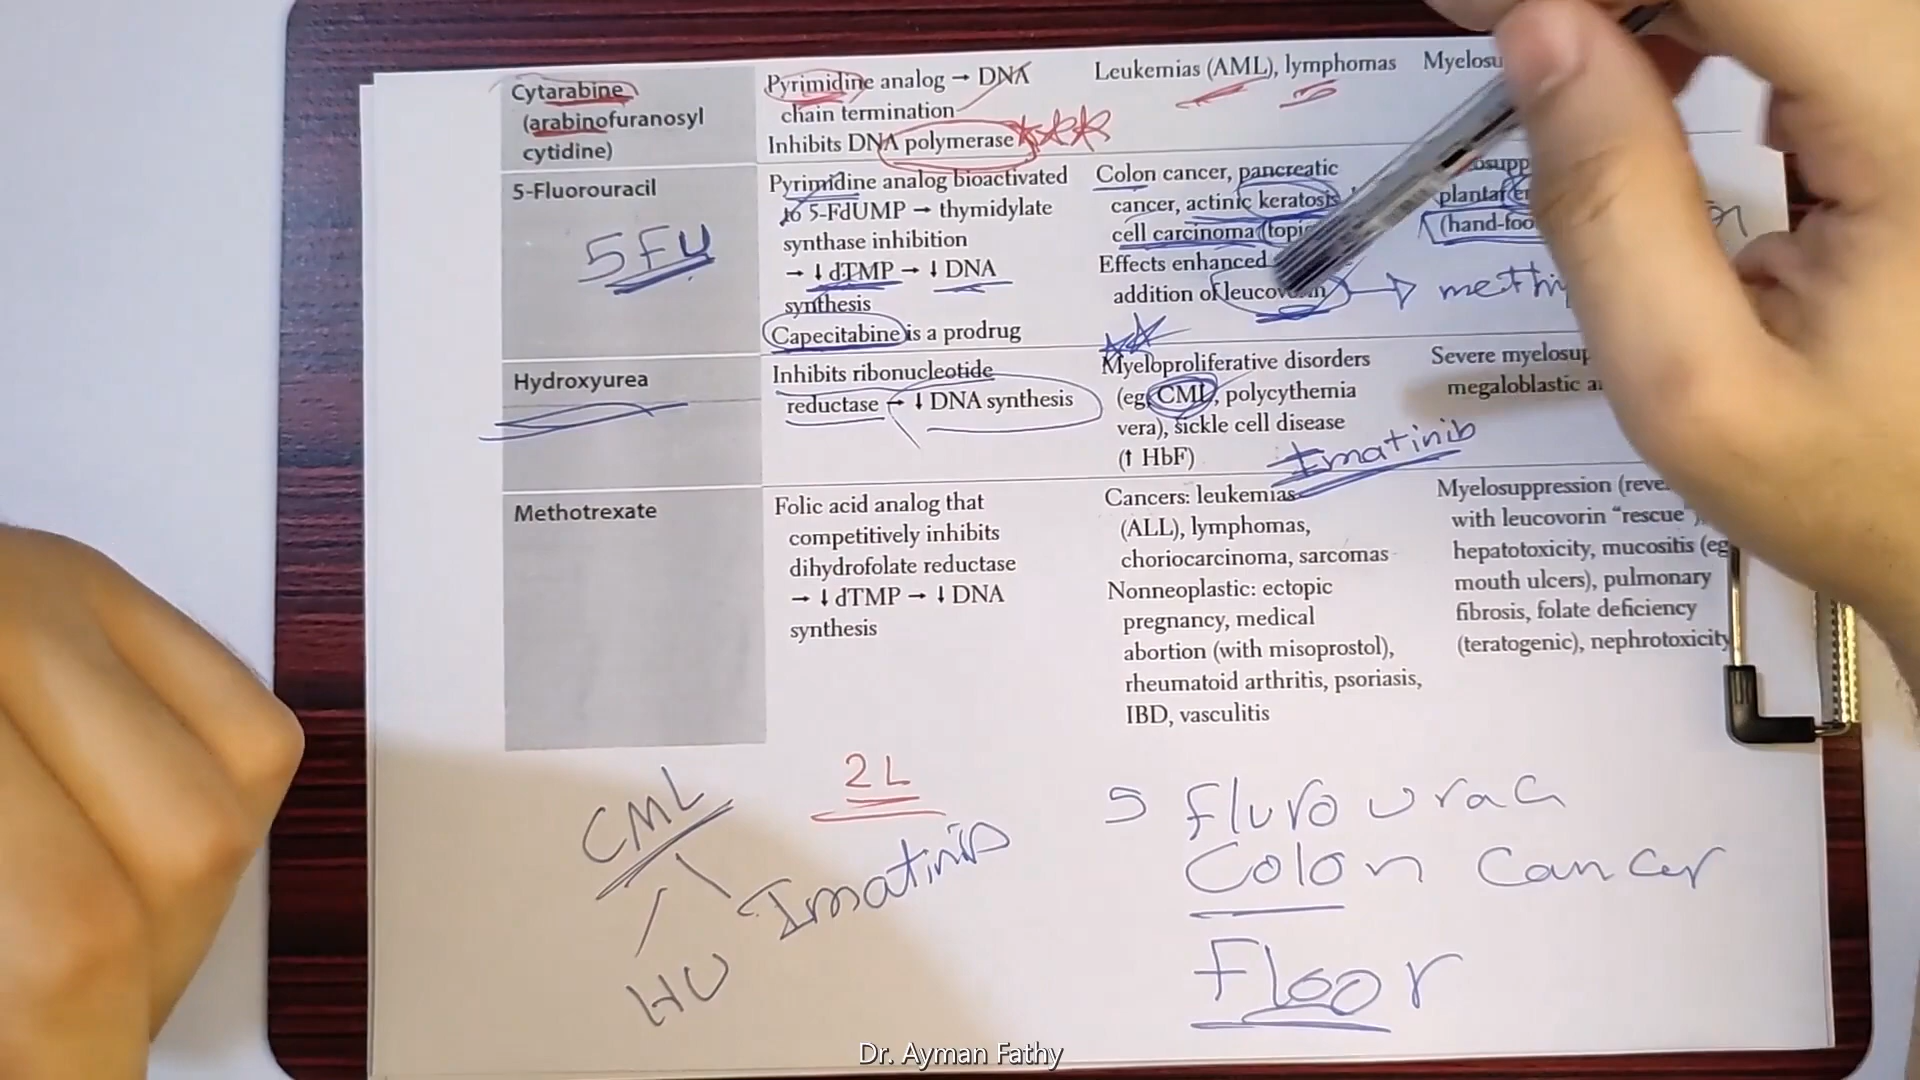 Cytarabine
(arabinofuranosyl
cytidine)
Pyrimidine analog → DNA
chain termination
Inhibits DNA polymerase
Leukemias (AML), lymphomas
5-Fluorouracil
5FU
Pyrimidine analog bioactivated
to 5-FdUMP → thymidylate
synthase inhibition
→ ↓ dTMP → ↓ DNA
synthesis
Capecitabine is a prodrug
Colon cancer, pancreatic
cancer, actinic keratosis
cell carcinoma
Effects enhanced
addition of leucovorin
(hand-foo
Hydroxyurea
Inhibits ribonucleotide
reductase → ↓ DNA synthesis
Myeloproliferative disorders
(eg, CML, polycythemia
vera), sickle cell disease
(↑ HbF)
Imatinib
Severe
megaloblastic
Methotrexate
Folic acid analog that
competitively inhibits
dihydrofolate reductase
→ ↓ dTMP → ↓ DNA
synthesis
Cancers: leukemias
(ALL), lymphomas,
choriocarcinoma, sarcomas
Nonneoplastic: ectopic
pregnancy, medical
abortion (with misoprostol),
rheumatoid arthritis, psoriasis,
IBD, vasculitis
Myelosuppression
with leucovorin “rescue”),
hepatotoxicity, mucositis (eg,
mouth ulcers), pulmonary
fibrosis, folate deficiency
(teratogenic), nephrotoxicity
CML
HU
Imatinib
2L
5 Flurourac
Colon Cancer
Floor
Dr. Ayman Fathy